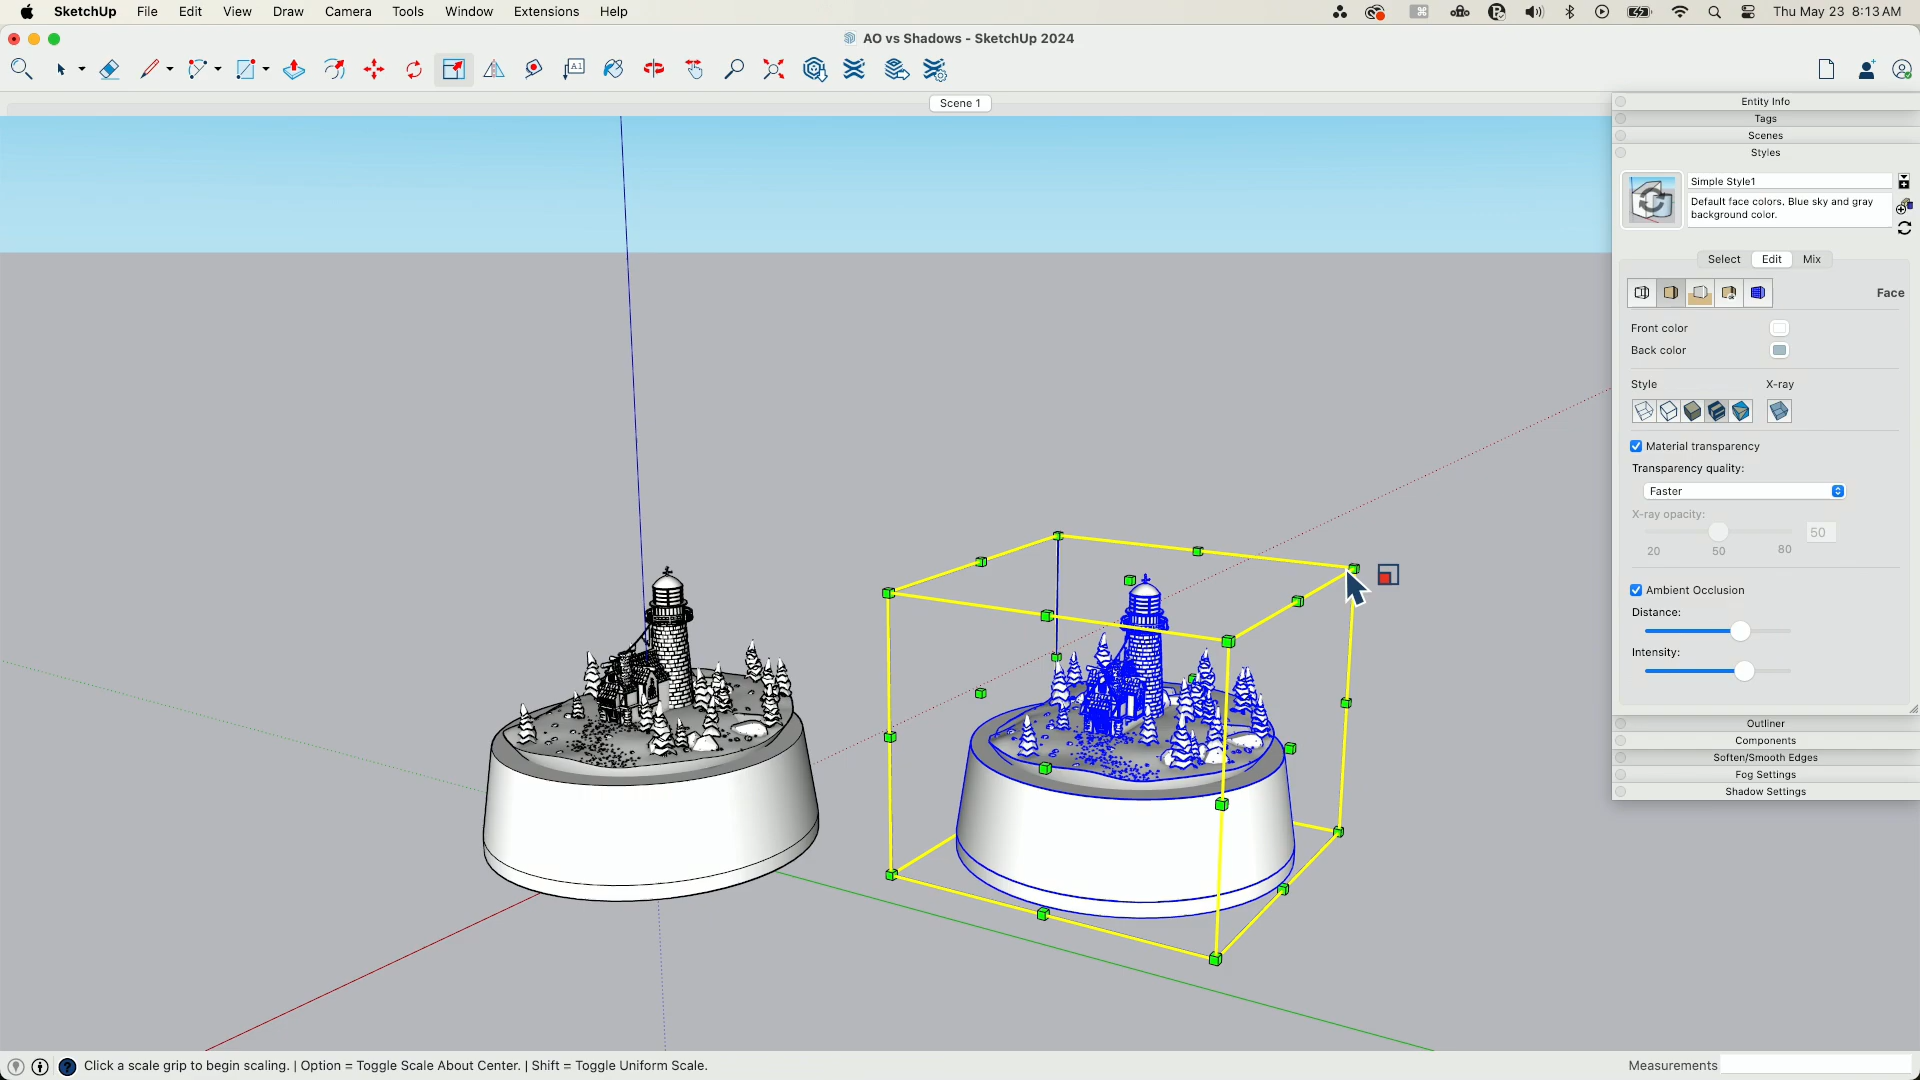 SketchUp File Edit View Draw Camera Tools Window Extensions Help
Thu May 23 8:13 AM
AO vs Shadows - SketchUp 2024
A1
Scene 1
Entity Info
Tags
Scenes
Styles
Simple Style1
Default face colors. Blue sky and gray
background color.
Select Edit Mix
Face
Front color
Back color
Style X-ray
Material transparency
Transparency quality:
Faster
X-ray opacity:
50
20 50 80
Ambient Occlusion
Distance:
Intensity:
Outliner
Components
Soften/Smooth Edges
Fog Settings
Shadow Settings
Click a scale grip to begin scaling. | Option = Toggle Scale About Center. | Shift = Toggle Uniform Scale.
Measurements